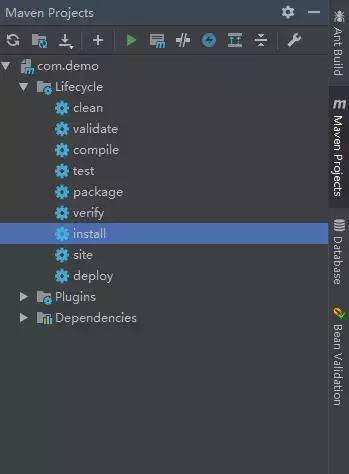 Maven Projects
com.demo
Lifecycle
clean
validate
compile
test
package
verify
install
site
deploy
Plugins
Dependencies
Ant Build
m Maven Projects
Database
Bean Validation